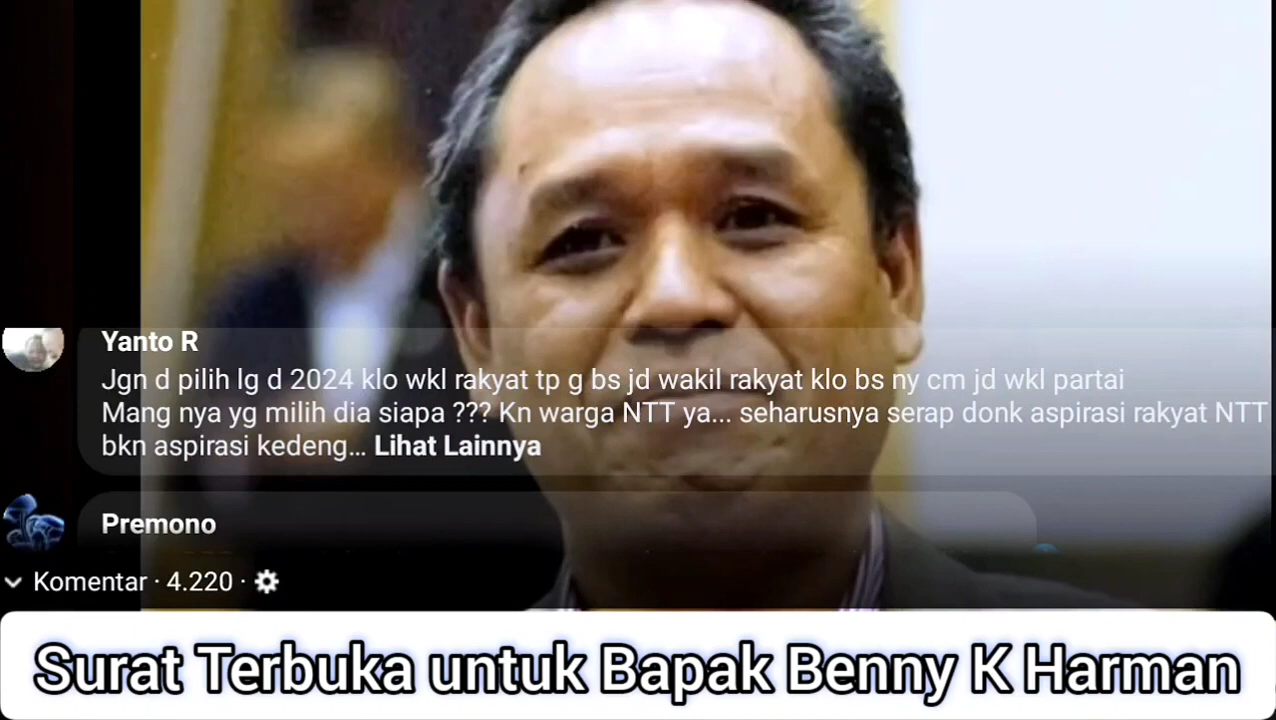 Yanto R
Jgn d pilih lg d 2024 klo wkl rakyat tp g bs jd wakil rakyat klo bs ny cm jd wkl partai
Mang nya yg milih dia siapa ??? Kn warga NTT ya... seharusnya serap donk aspirasi rakyat NTT
bkn aspirasi kedeng... Lihat Lainnya
Premono
Komentar · 4.220 ·
Surat Terbuka untuk Bapak Benny K Harman